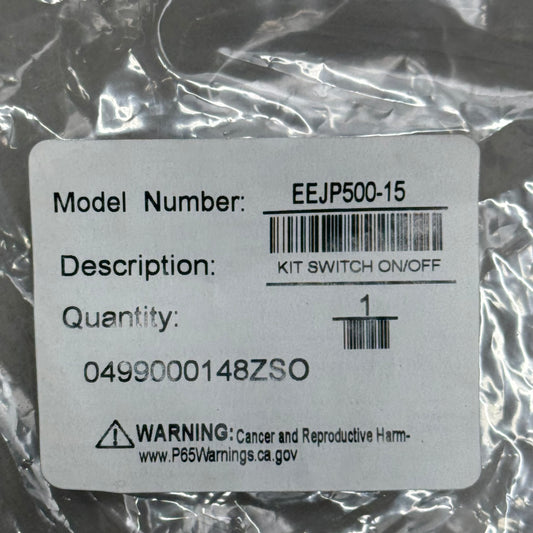 Model Number: EEJP500-15
Description: KIT SWITCH ON/OFF
Quantity: 1
0499000148ZSO
WARNING: Cancer and Reproductive Harm-
www.P65Warnings.ca.gov